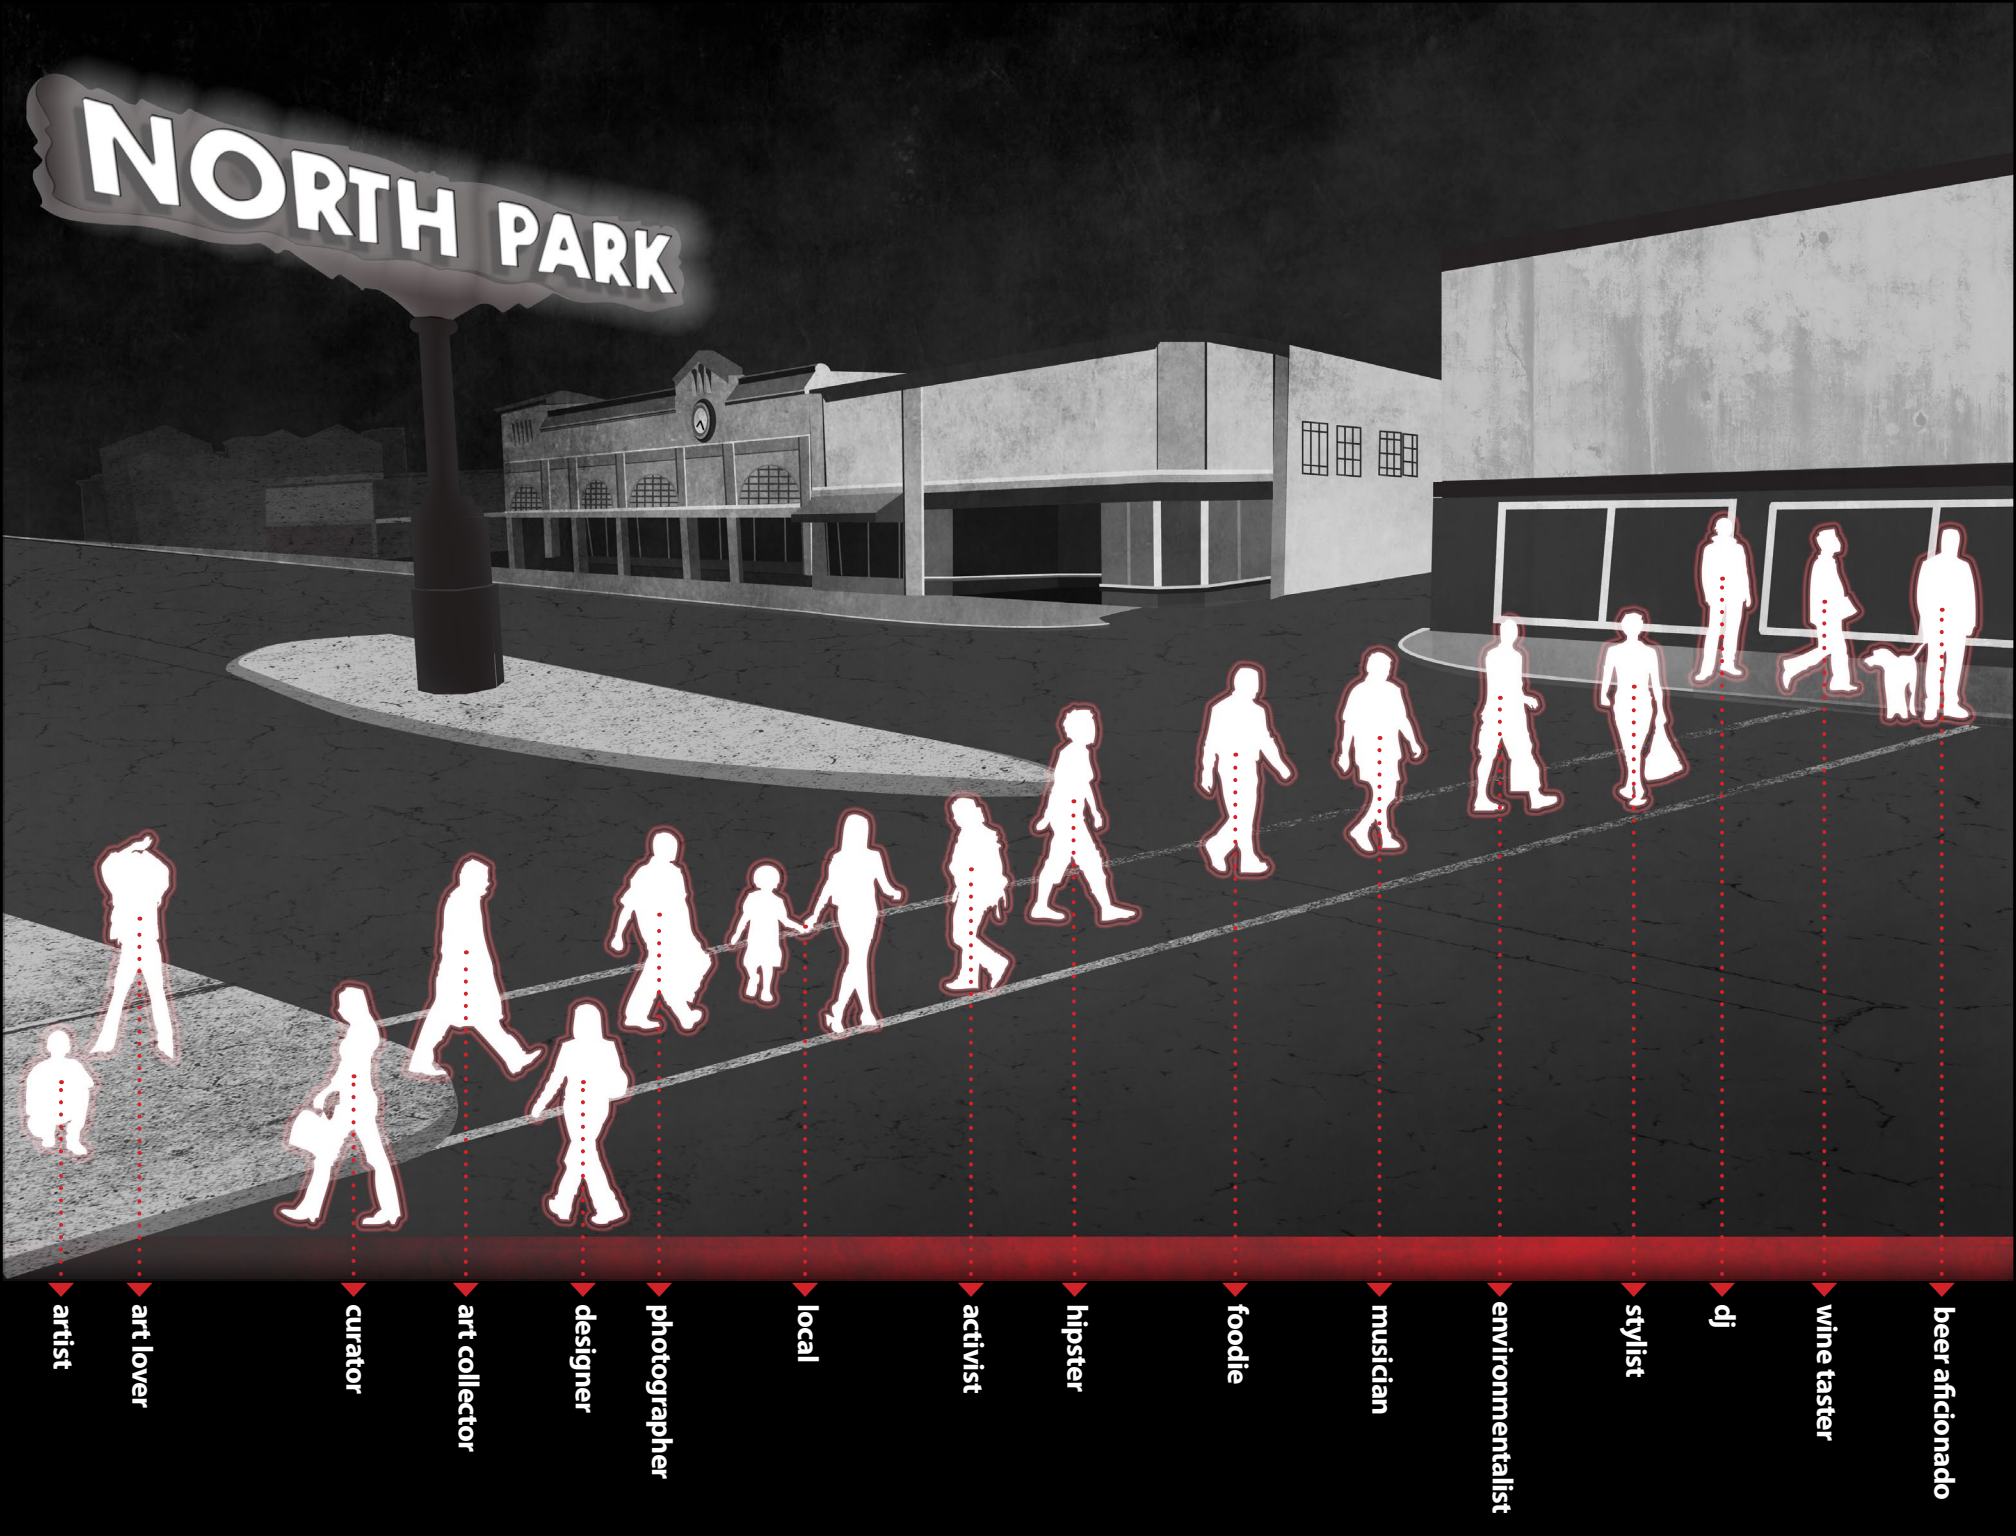 NORTH PARK
artist
art lover
curator
art collector
designer
photographer
local
activist
hipster
foodie
musician
environmentalist
stylist
dj
wine taster
beer aficionado